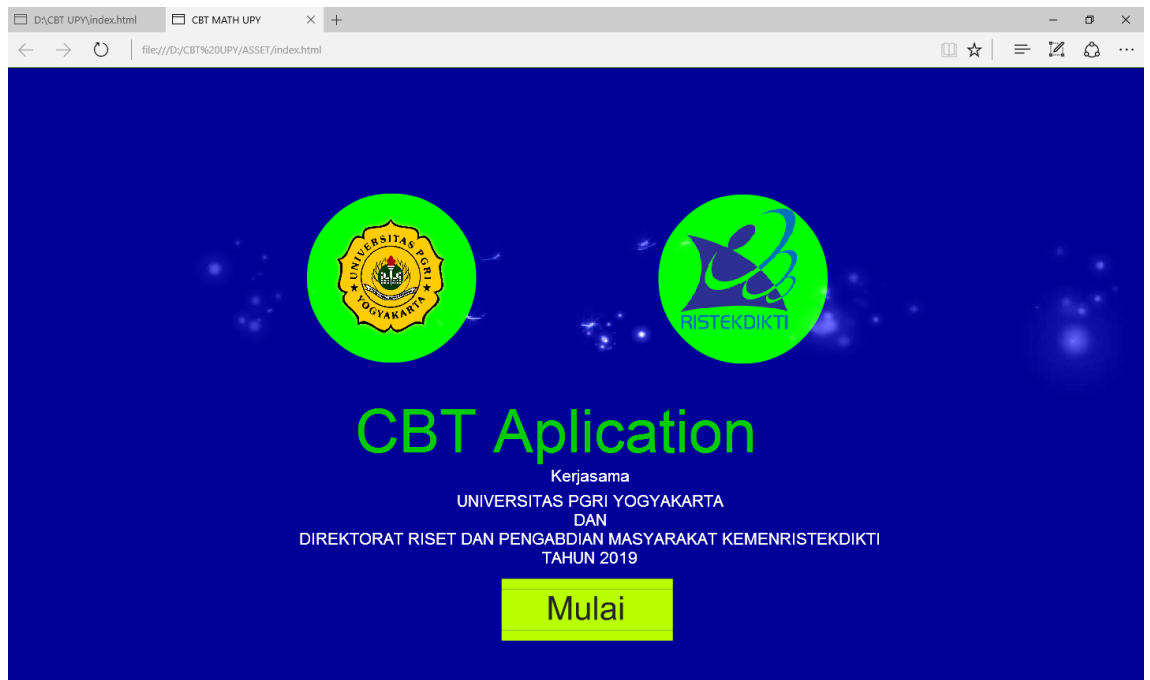 D:\CBT UPY\index.html
CBT MATH UPY
file:///D:/CBT%20UPY/ASSET/index.html
UNIVERSITAS PGRI
YOGYAKARTA
RISTEKDIKTI
CBT Aplication
Kerjasama
UNIVERSITAS PGRI YOGYAKARTA
DAN
DIREKTORAT RISET DAN PENGABDIAN MASYARAKAT KEMENRISTEKDIKTI
TAHUN 2019
Mulai